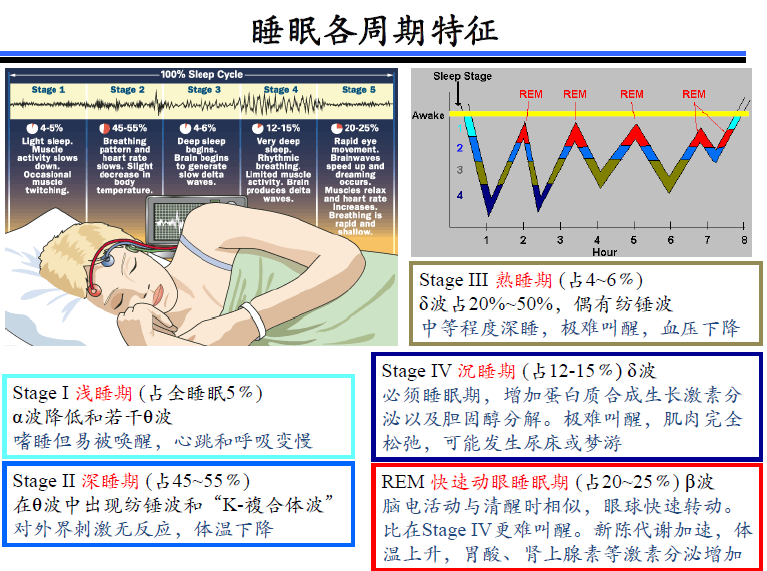 睡眠各周期特征
100% Sleep Cycle
Stage 1
Stage 2
Stage 3
Stage 4
Stage 5
4-5%
Light sleep.
Muscle
activity slows
down.
Occasional
muscle
twitching.
45-55%
Breathing
pattern and
heart rate
slows. Slight
decrease in
body
temperature.
4-6%
Deep sleep
begins.
Brain begins
to generate
slow delta
waves.
12-15%
Very deep
sleep.
Rhythmic
breathing.
Limited muscle
activity. Brain
produces delta
waves.
20-25%
Rapid eye
movement.
Brainwaves
speed up and
dreaming
occurs.
Muscles relax
and heart rate
increases.
Breathing is
rapid and
shallow.
Sleep Stage
REM
REM
REM
REM
Awake
1
2
3
4
1 2 3 4 5 6 7 8
Hour
Stage III 熟睡期 (占4~6%)
δ波占20%~50%，偶有纺锤波
中等程度深睡，极难叫醒，血压下降
Stage I 浅睡期 (占全睡眠5%)
α波降低和若干θ波
嗜睡但易被唤醒，心跳和呼吸变慢
Stage IV 沉睡期 (占12-15%) δ波
必须睡眠期，增加蛋白质合成生长激素分
泌以及胆固醇分解。极难叫醒，肌肉完全
松弛，可能发生尿床或梦游
Stage II 深睡期 (占45~55%)
在θ波中出现纺锤波和“K-複合体波”
对外界刺激无反应，体温下降
REM 快速动眼睡眠期 (占20~25%) β波
脑电活动与清醒时相似，眼球快速转动。
比在Stage IV更难叫醒。新陈代谢加速，体
温上升，胃酸、肾上腺素等激素分泌增加